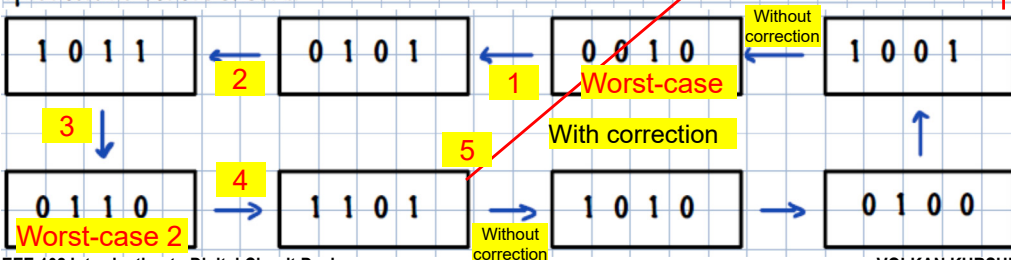 Without
correction
1 0 1 1
0 1 0 1
0 0 1 0
1 0 0 1
2
1
Worst-case
3
With correction
5
4
0 1 1 0
1 1 0 1
1 0 1 0
0 1 0 0
Worst-case 2
Without
correction